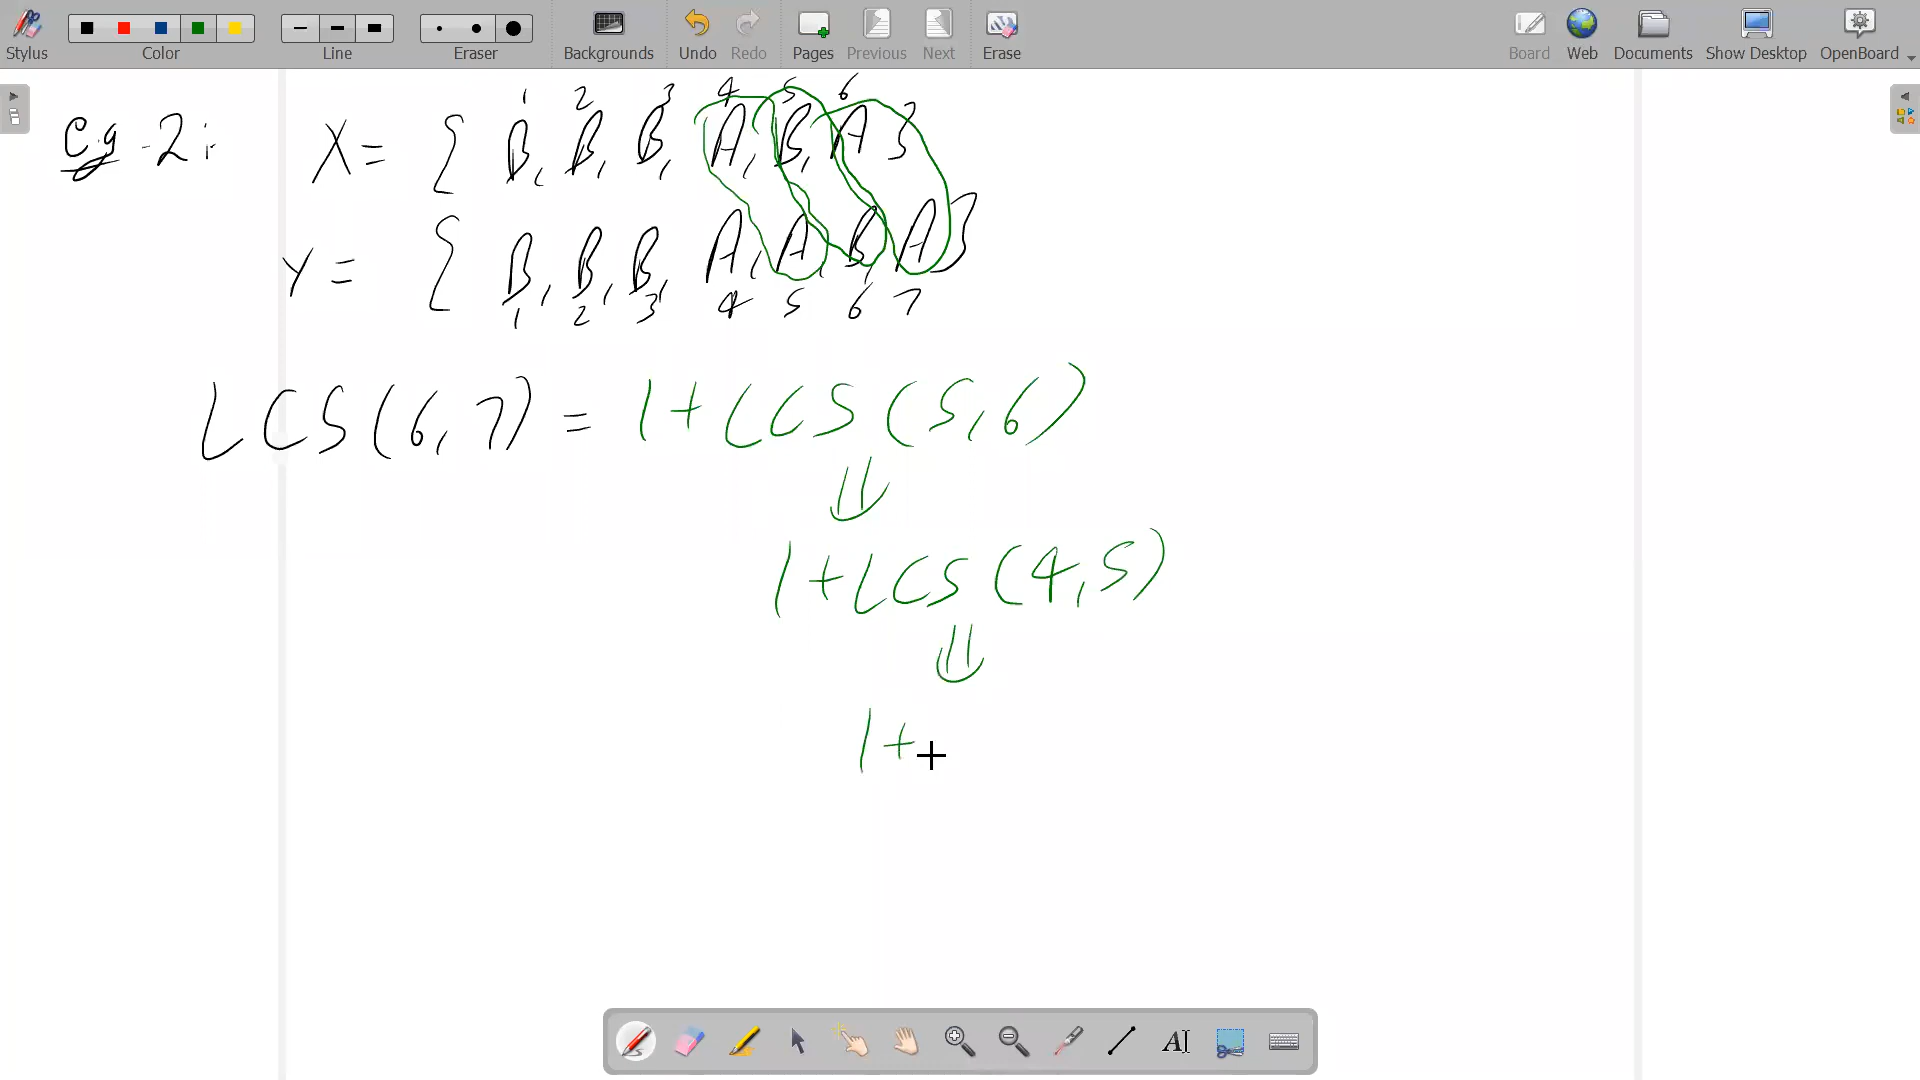 Stylus Color Line Eraser Backgrounds Undo Redo Pages Previous Next Erase Board Web Documents Show Desktop OpenBoard
1 2 3 4 5 6
e.g -2 :- X = { B, B, B, A, B, A }
Y = { B, B, B, A, A, B, A }
1 2 3 4 5 6 7
LCS(6,7) = 1+LCS(5,6)
⇓
1+LCS(4,5)
⇓
1+
AI